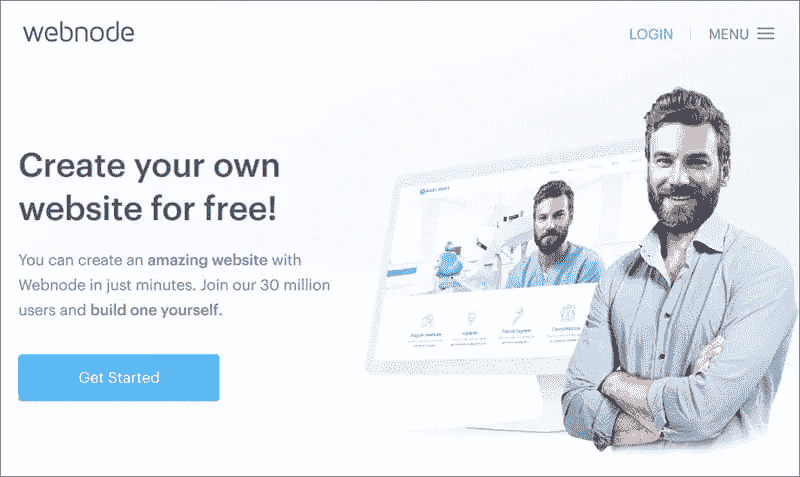 webnode
LOGIN
MENU
Create your own
website for free!
You can create an amazing website with
Webnode in just minutes. Join our 30 million
users and build one yourself.
Get Started